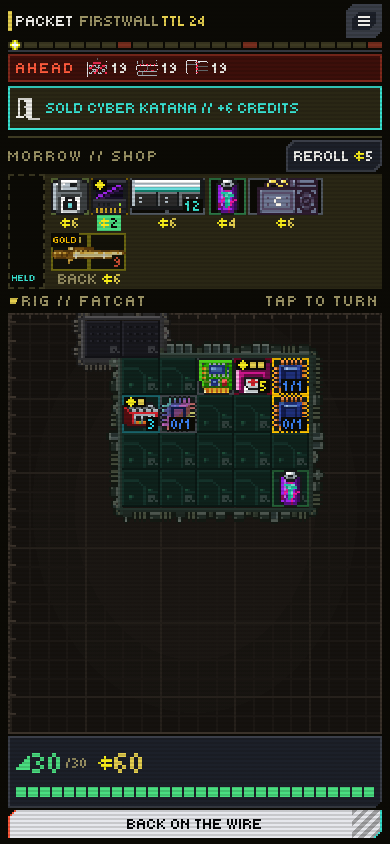 PACKET FIRSTWALL TTL 24
AHEAD 19 19 19
SOLD CYBER KATANA // +6 CREDITS
MORROW // SHOP
REROLL 5
12
6 2 6 4 6
GOLD
9
HELD
BACK 6
RIG // FATCAT
TAP TO TURN
5 1/1
3 0/1 0/1
30/30 60
BACK ON THE WIRE